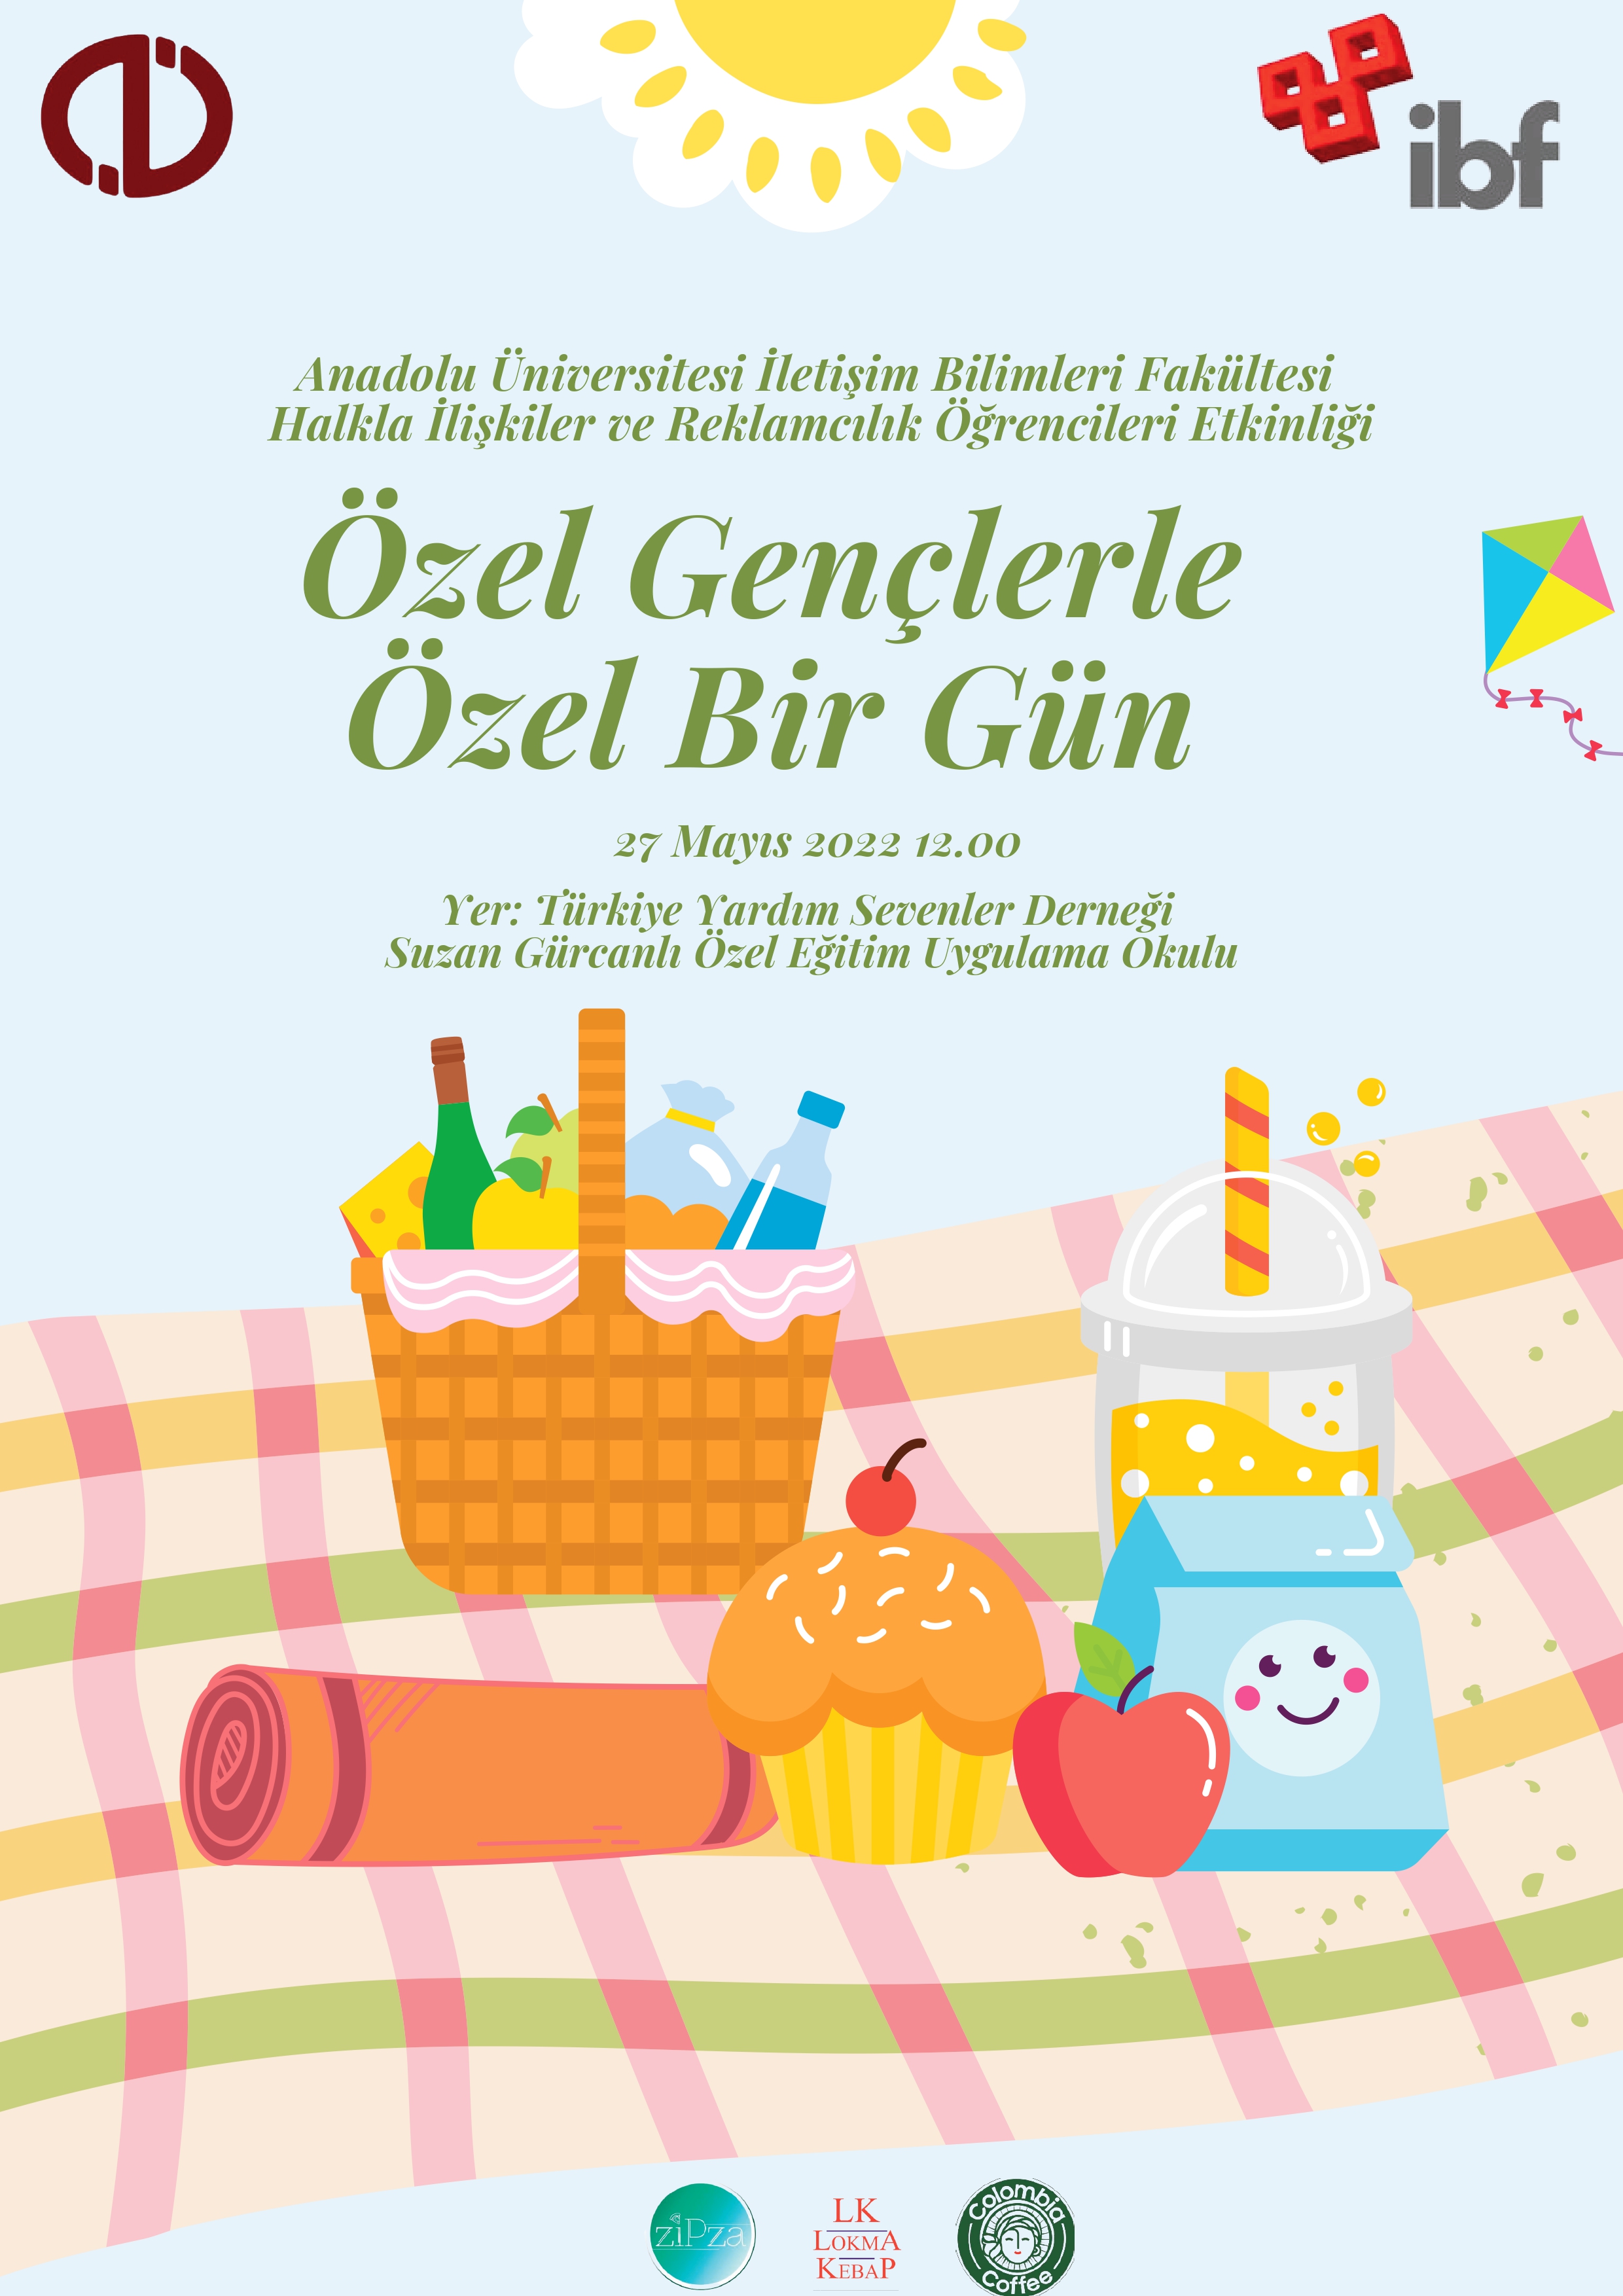 ibf
Anadolu Üniversitesi İletişim Bilimleri Fakültesi
Halkla İlişkiler ve Reklamcılık Öğrencileri Etkinliği
Özel Gençlerle
Özel Bir Gün
27 Mayıs 2022 12.00
Yer: Türkiye Yardım Sevenler Derneği
Suzan Gürcanlı Özel Eğitim Uygulama Okulu
ziPza
LK
LOKMA
KEBAP
Colombia
Coffee